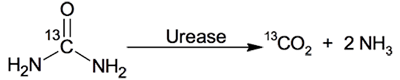 O
13
C
Urease
¹³CO₂ + 2 NH₃
H₂N NH₂